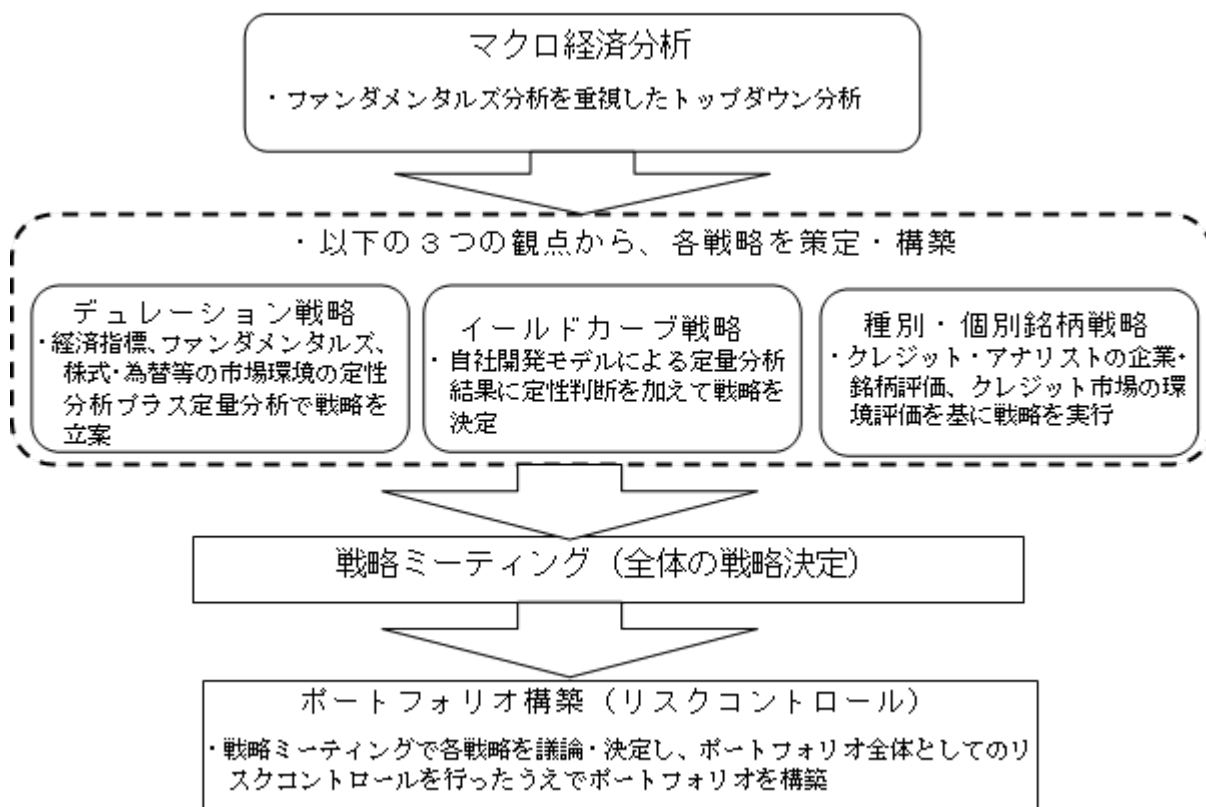 マクロ経済分析
・ファンダメンタルズ分析を重視したトップダウン分析
・以下の３つの観点から、各戦略を策定・構築
デュレーション戦略
・経済指標、ファンダメンタルズ、
株式・為替等の市場環境の定性
分析プラス定量分析で戦略を
立案
イールドカーブ戦略
・自社開発モデルによる定量分析
結果に定性判断を加えて戦略を
決定
種別・個別銘柄戦略
・クレジット・アナリストの企業・
銘柄評価、クレジット市場の環
境評価を基に戦略を実行
戦略ミーティング（全体の戦略決定）
ポートフォリオ構築（リスクコントロール）
・戦略ミーティングで各戦略を議論・決定し、ポートフォリオ全体としてのリ
スクコントロールを行ったうえでポートフォリオを構築